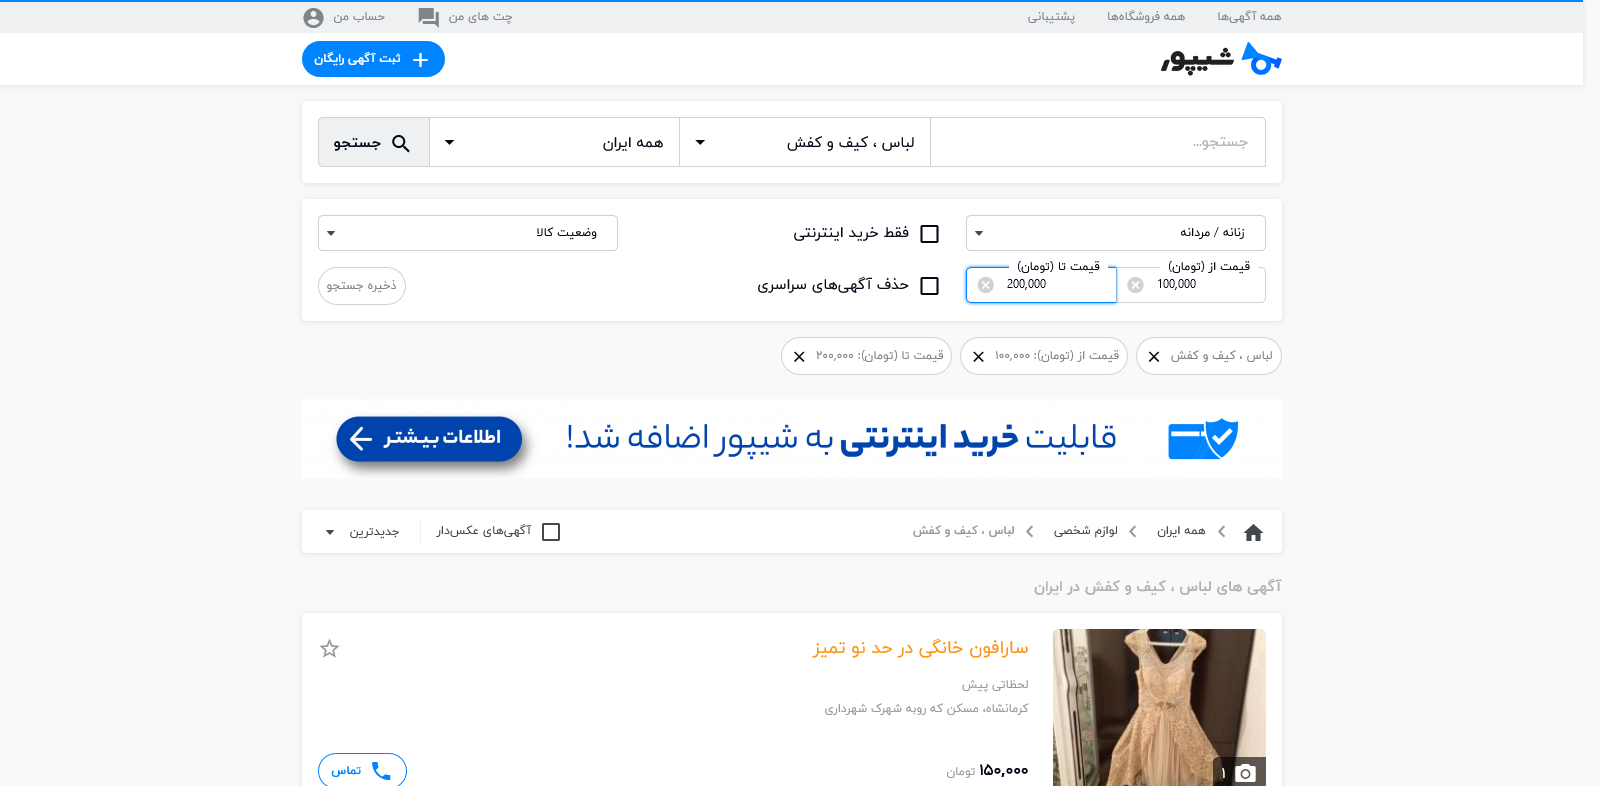 همه آگهی‌ها همه فروشگاه‌ها پشتیبانی چت های من حساب من
شیپور ثبت آگهی رایگان
جستجو... لباس ، کیف و کفش همه ایران جستجو
زنانه / مردانه فقط خرید اینترنتی وضعیت کالا
قیمت از (تومان) قیمت تا (تومان)
100,000 200,000 حذف آگهی‌های سراسری ذخیره جستجو
لباس ، کیف و کفش قیمت از (تومان): ۱۰۰,۰۰۰ قیمت تا (تومان): ۲۰۰,۰۰۰
قابلیت خرید اینترنتی به شیپور اضافه شد! اطلاعات بیشتر
همه ایران لوازم شخصی لباس ، کیف و کفش آگهی‌های عکس‌دار جدیدترین
آگهی های لباس ، کیف و کفش در ایران
سارافون خانگی در حد نو تمیز
لحظاتی پیش
کرمانشاه، مسکن که روبه شهرک شهرداری
۱ ۱۵۰,۰۰۰ تومان تماس